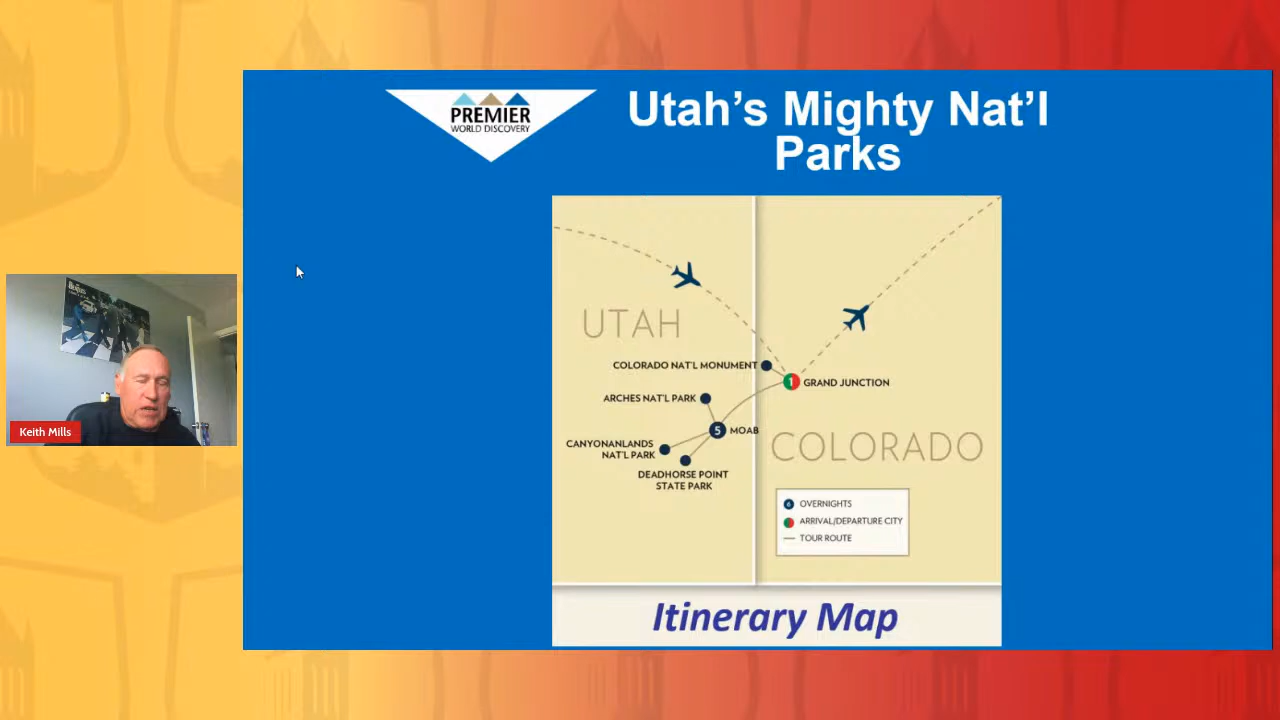 PREMIER
WORLD DISCOVERY
Utah's Mighty Nat'l
Parks
UTAH
COLORADO NAT'L MONUMENT
1 GRAND JUNCTION
ARCHES NAT'L PARK
5 MOAB
CANYONANLANDS
NAT'L PARK
DEADHORSE POINT
STATE PARK
COLORADO
6 OVERNIGHTS
ARRIVAL/DEPARTURE CITY
TOUR ROUTE
Itinerary Map
THE BEATLES
Keith Mills